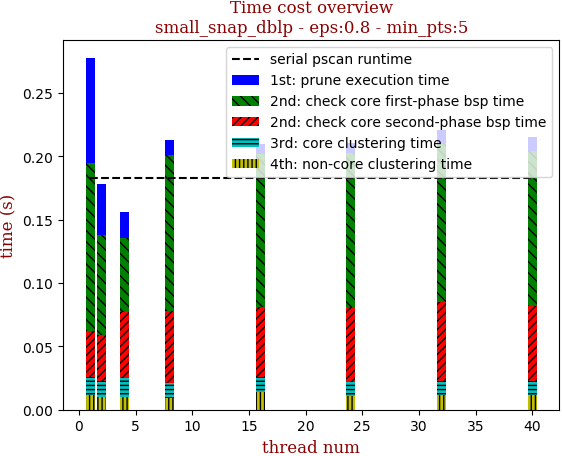 Time cost overview
small_snap_dblp - eps:0.8 - min_pts:5
serial pscan runtime
1st: prune execution time
2nd: check core first-phase bsp time
2nd: check core second-phase bsp time
3rd: core clustering time
4th: non-core clustering time
time (s)
0.25
0.20
0.15
0.10
0.05
0.00
0 5 10 15 20 25 30 35 40
thread num